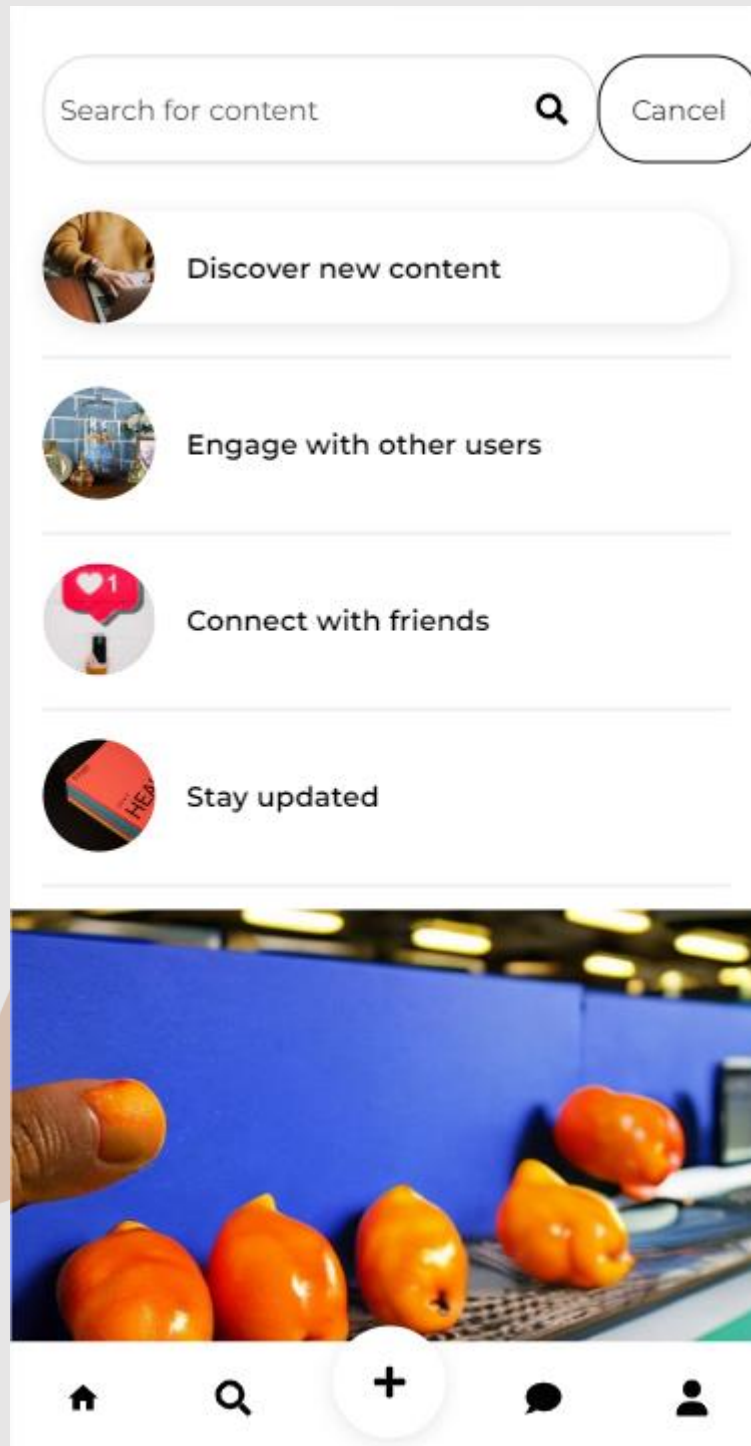 Search for content
Cancel
Discover new content
Engage with other users
1
Connect with friends
Stay updated